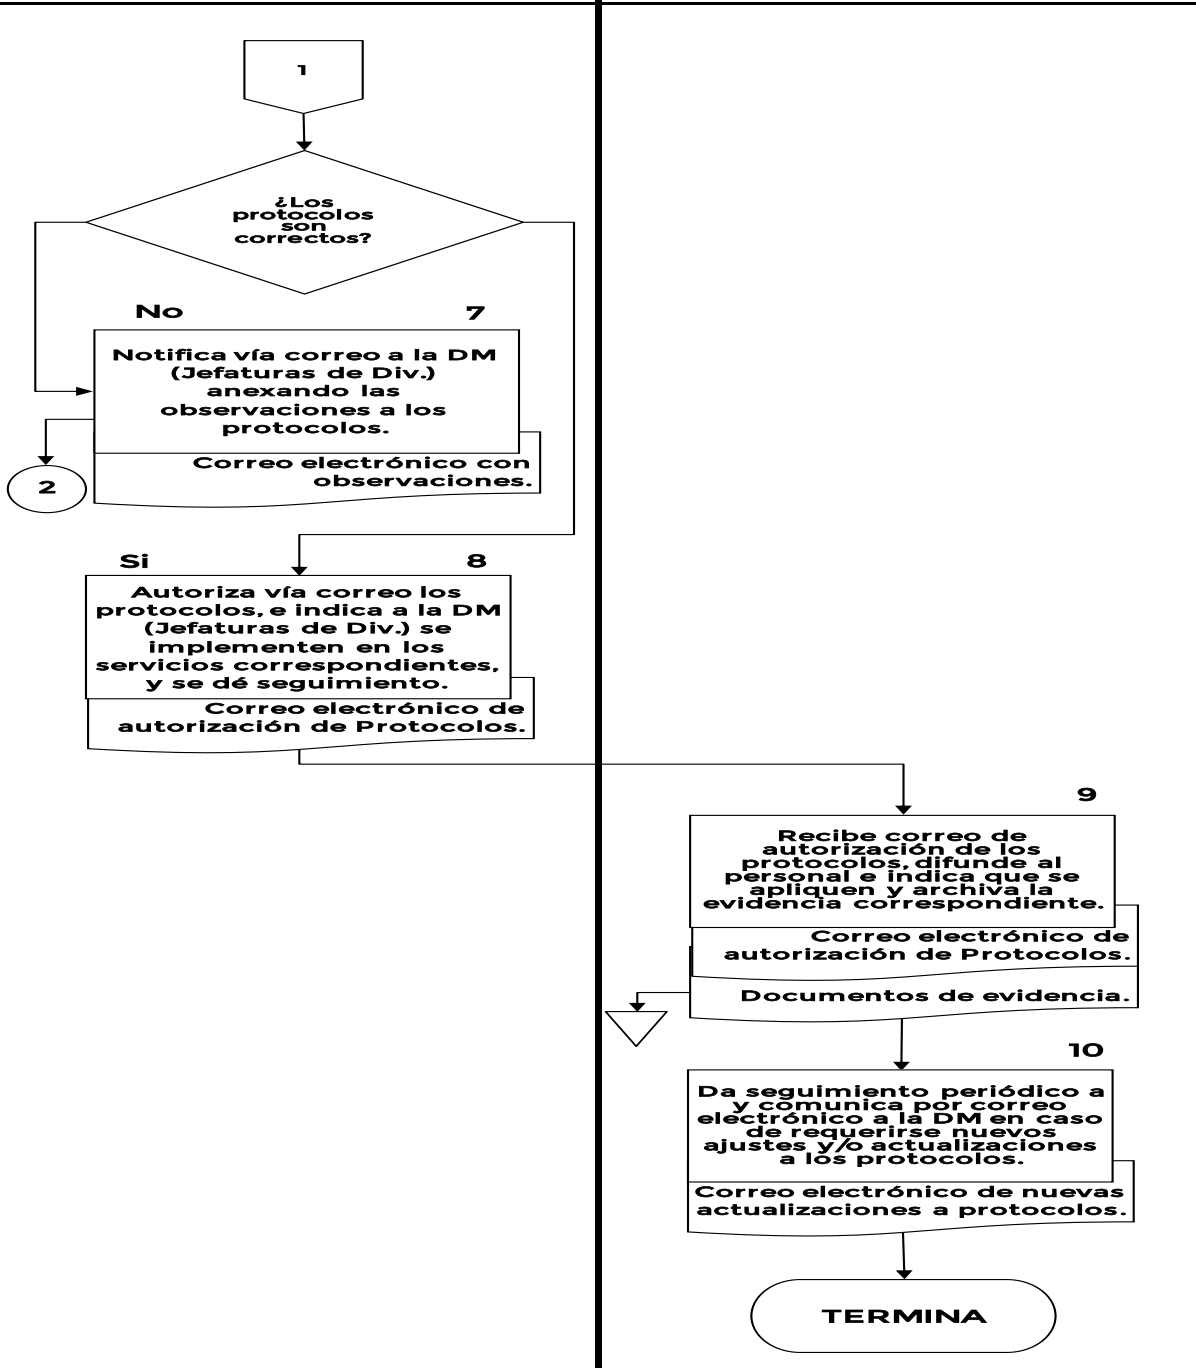 1
¿Los
protocolos
son
correctos?
No
7
Notifica vía correo a la DM
(Jefaturas de Div.)
anexando las
observaciones a los
protocolos.
Correo electrónico con
observaciones.
2
Si
8
Autoriza vía correo los
protocolos, e indica a la DM
(Jefaturas de Div.) se
implementen en los
servicios correspondientes,
y se dé seguimiento.
Correo electrónico de
autorización de Protocolos.
9
Recibe correo de
autorización de los
protocolos, difunde al
personal e indica que se
apliquen y archiva la
evidencia correspondiente.
Correo electrónico de
autorización de Protocolos.
Documentos de evidencia.
10
Da seguimiento periódico a
y comunica por correo
electrónico a la DM en caso
de requerirse nuevos
ajustes y/o actualizaciones
a los protocolos.
Correo electrónico de nuevas
actualizaciones a protocolos.
TERMINA